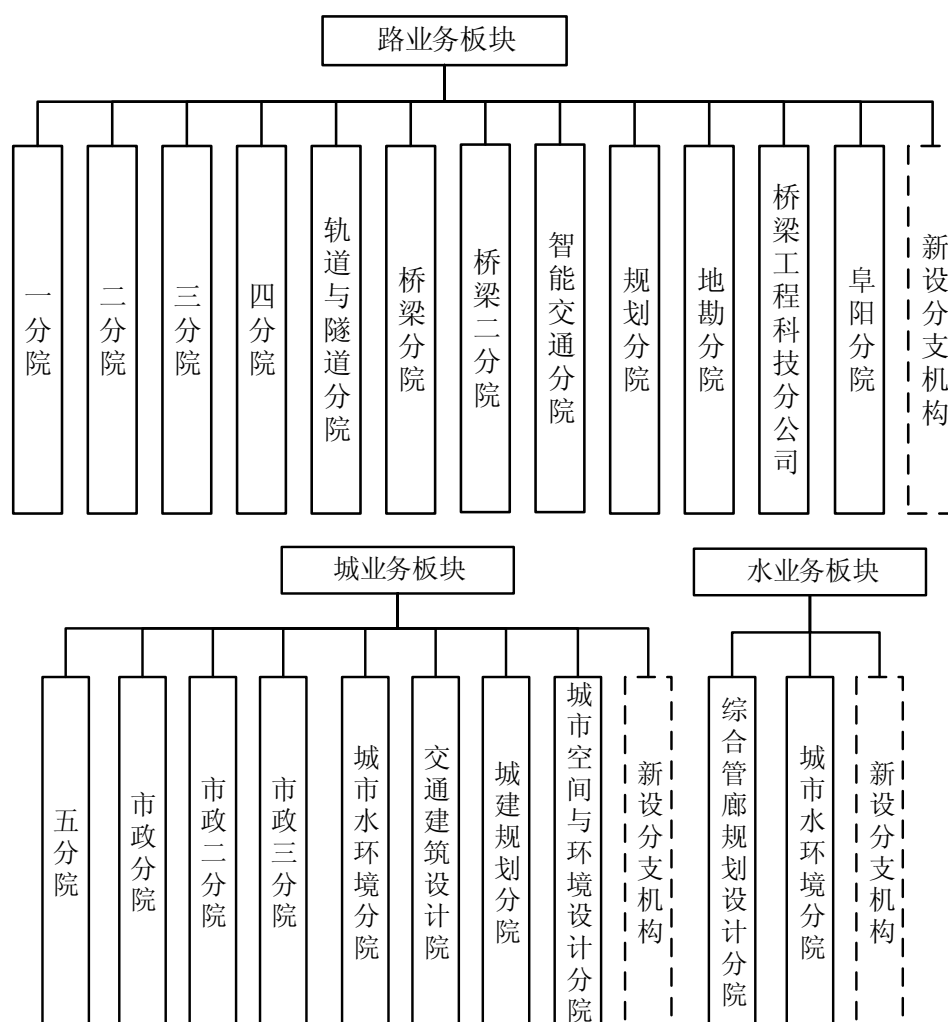 路业务板块
一分院
二分院
三分院
四分院
轨道与隧道分院
桥梁分院
桥梁二分院
智能交通分院
规划分院
地勘分院
桥梁工程科技分公司
阜阳分院
新设分支机构
城业务板块
水业务板块
五分院
市政分院
市政二分院
市政三分院
城市水环境分院
交通建筑设计院
城建规划分院
城市空间与环境设计分院
新设分支机构
综合管廊规划设计分院
城市水环境分院
新设分支机构